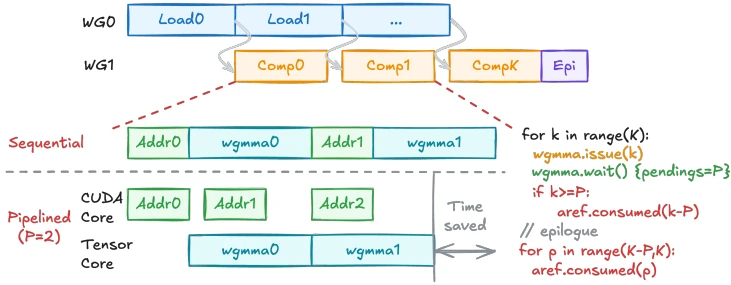 WG0
Load0
Load1
...
WG1
Comp0
Comp1
CompK
Epi
Sequential
Addr0
wgmma0
Addr1
wgmma1
Pipelined
(P=2)
CUDA
Core
Addr0
Addr1
Addr2
Tensor
Core
wgmma0
wgmma1
Time
saved
for k in range(K):
wgmma.issue(k)
wgmma.wait() {pendings=P}
if k>=P:
aref.consumed(k-P)
// epilogue
for p in range(K-P,K):
aref.consumed(p)